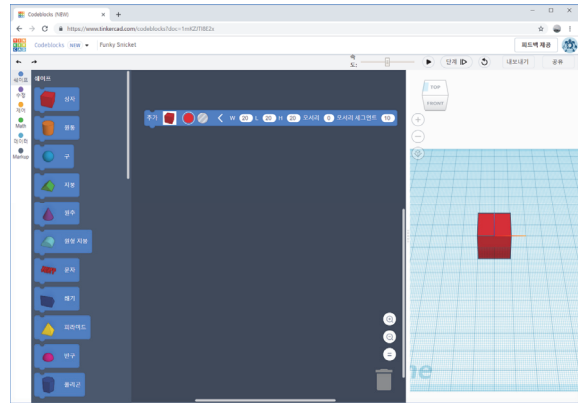 Codeblocks (NEW)
https://www.tinkercad.com/codeblocks?doc=1mKZJTl8E2x
Codeblocks NEW
Funky Snicket
피드백 제공
속도:
단계
내보내기
공유
쉐이프
수정
제어
Math
데이터
Markup
쉐이프
상자
원통
구
지붕
원추
원형 지붕
문자
쐐기
피라미드
반구
폴리곤
추가 W 20 L 20 H 20 모서리 0 모서리 세그먼트 10
TOP
FRONT
ne